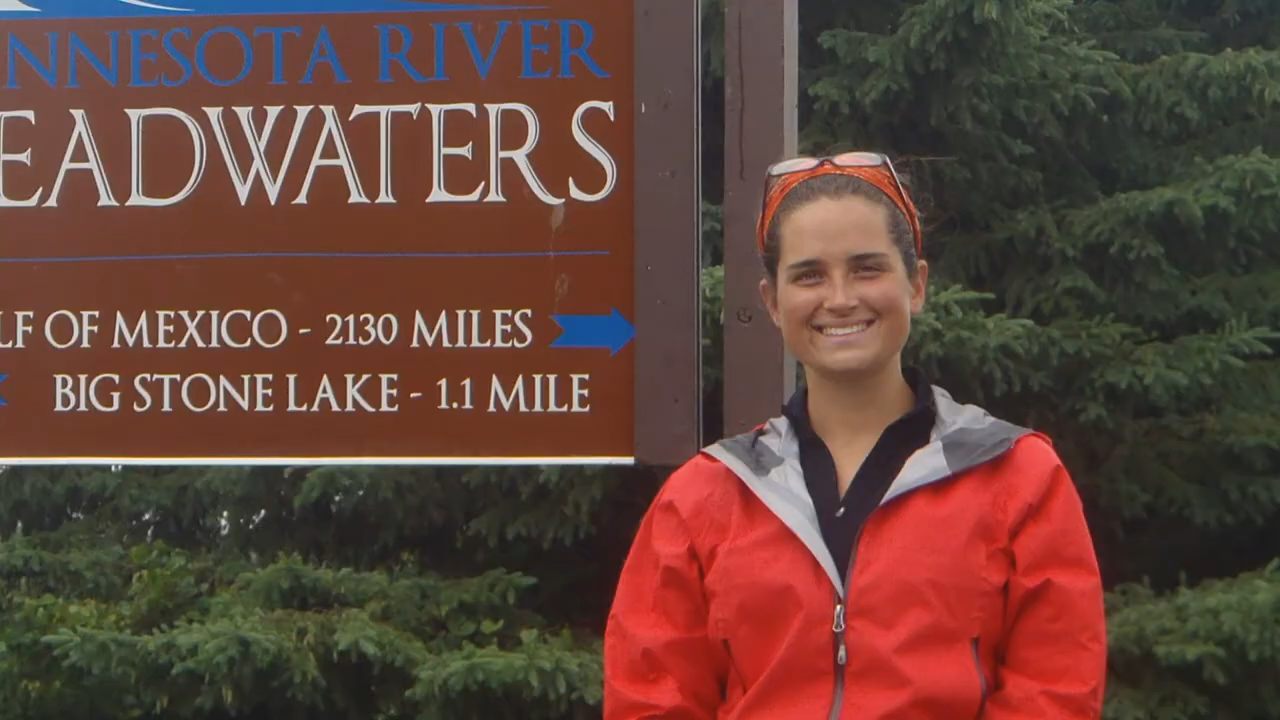 NNESOTA RIVER
EADWATERS
LF OF MEXICO - 2130 MILES
BIG STONE LAKE - 1.1 MILE